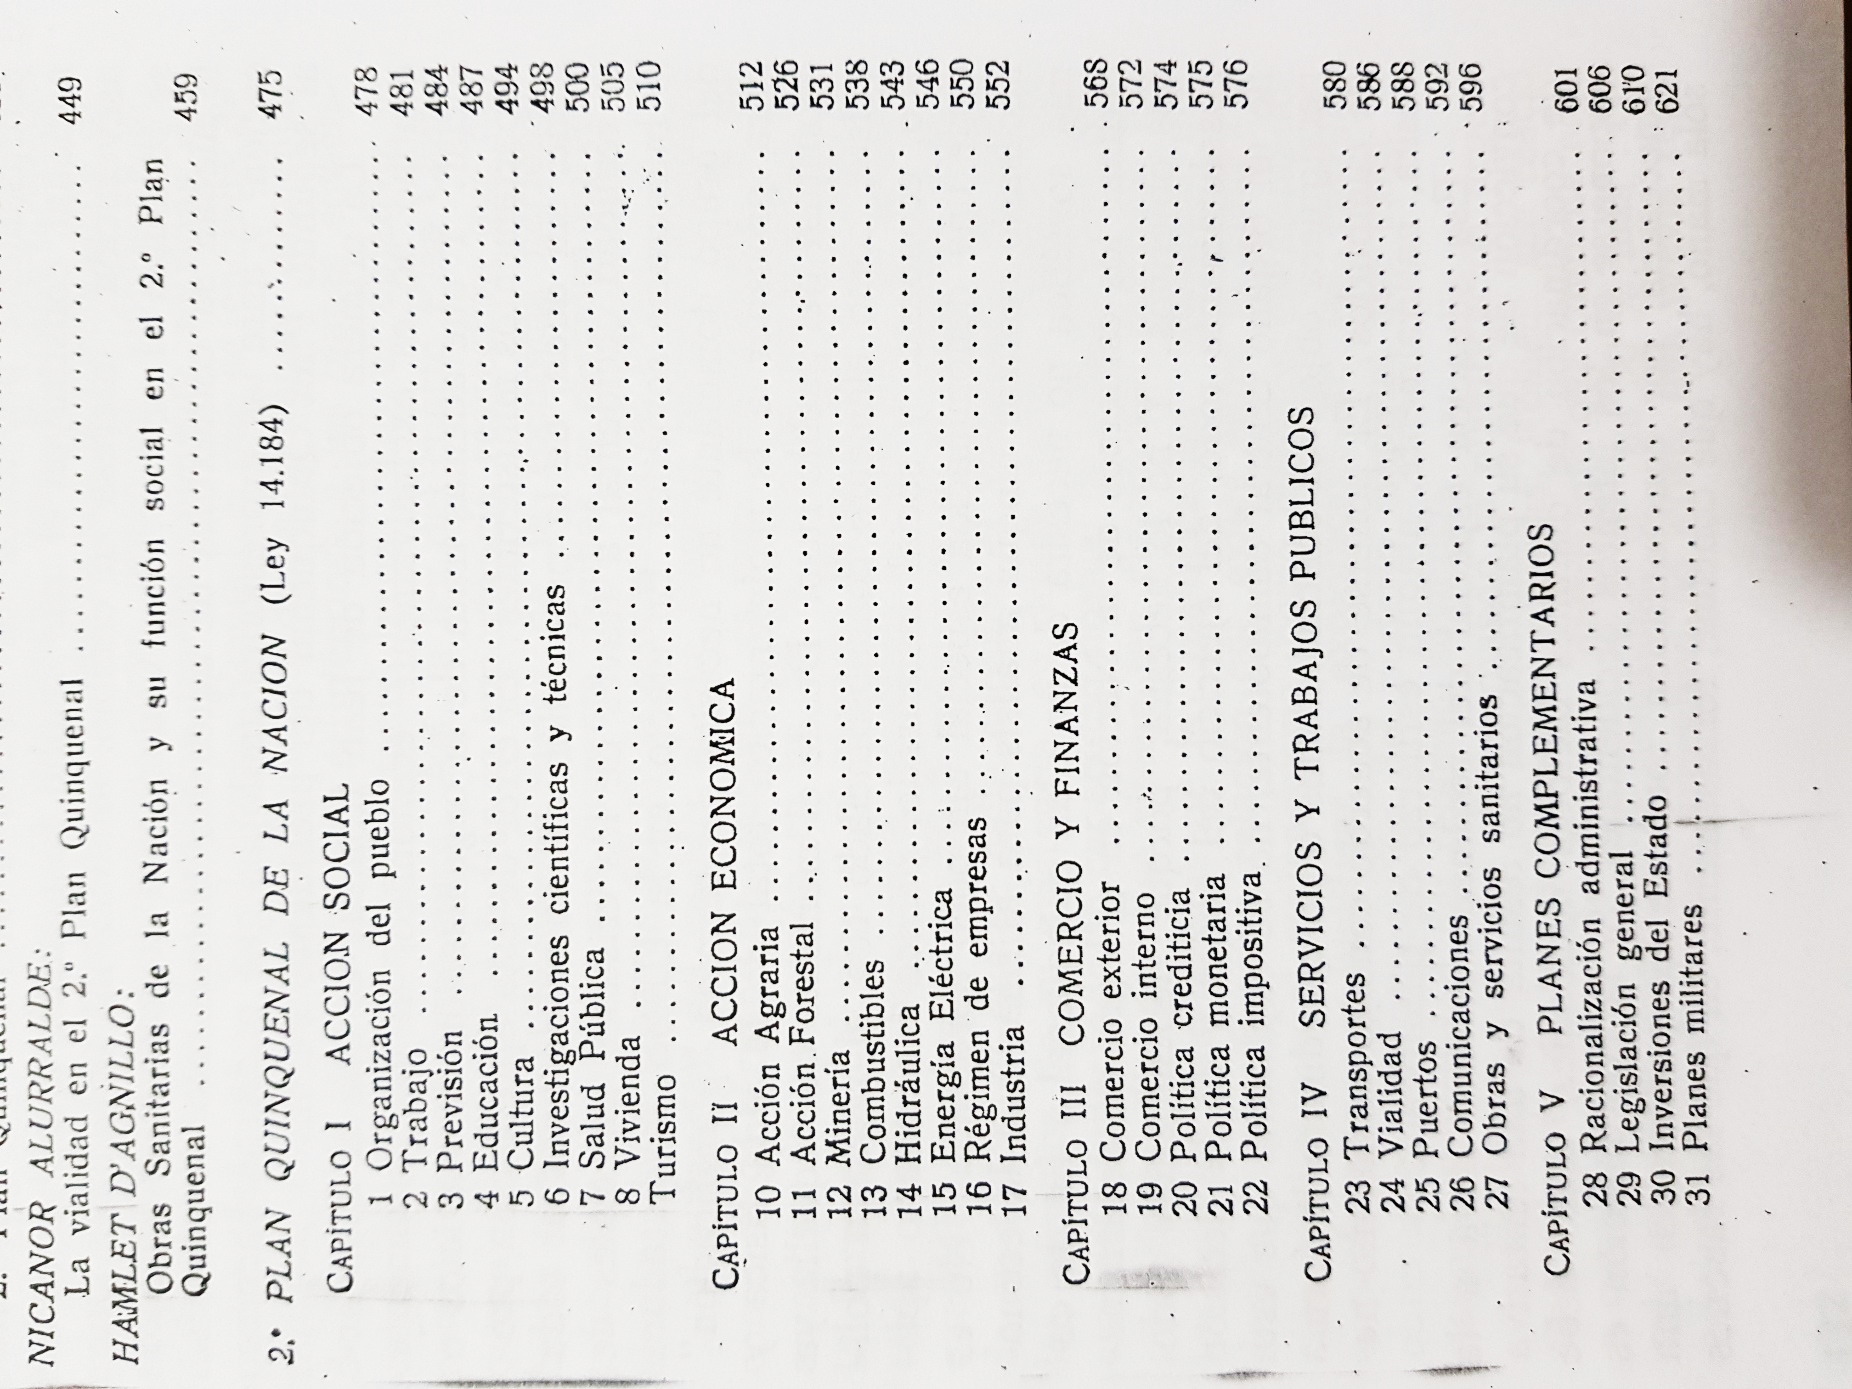 NICANOR ALURRALDE:
La vialidad en el 2.º Plan Quinquenal .......... 449
HAMLET D'AGNILLO:
Obras Sanitarias de la Nación y su función social en el 2.º Plan
Quinquenal .......... 459
2.º PLAN QUINQUENAL DE LA NACION (Ley 14.184) .......... 475
CAPÍTULO I ACCION SOCIAL
1 Organización del pueblo .......... 478
2 Trabajo .......... 481
3 Previsión .......... 484
4 Educación .......... 487
5 Cultura .......... 494
6 Investigaciones científicas y técnicas .......... 498
7 Salud Pública .......... 500
8 Vivienda .......... 505
Turismo .......... 510
CAPÍTULO II ACCION ECONOMICA
10 Acción Agraria .......... 512
11 Acción Forestal .......... 526
12 Minería .......... 531
13 Combustibles .......... 538
14 Hidráulica .......... 543
15 Energía Eléctrica .......... 546
16 Régimen de empresas .......... 550
17 Industria .......... 552
CAPÍTULO III COMERCIO Y FINANZAS
18 Comercio exterior .......... 568
19 Comercio interno .......... 572
20 Política crediticia .......... 574
21 Política monetaria .......... 575
22 Política impositiva .......... 576
CAPÍTULO IV SERVICIOS Y TRABAJOS PUBLICOS
23 Transportes .......... 580
24 Vialidad .......... 586
25 Puertos .......... 588
26 Comunicaciones .......... 592
27 Obras y servicios sanitarios .......... 596
CAPÍTULO V PLANES COMPLEMENTARIOS
28 Racionalización administrativa .......... 601
29 Legislación general .......... 606
30 Inversiones del Estado .......... 610
31 Planes militares .......... 621